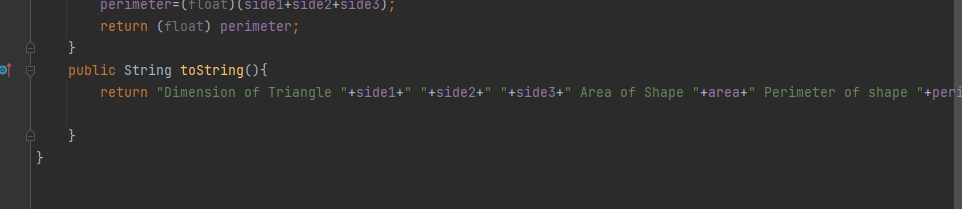 perimeter=(float)(side1+side2+side3);
return (float) perimeter;
}
public String toString(){
return "Dimension of Triangle "+side1+" "+side2+" "+side3+" Area of Shape "+area+" Perimeter of shape "+peri
}
}